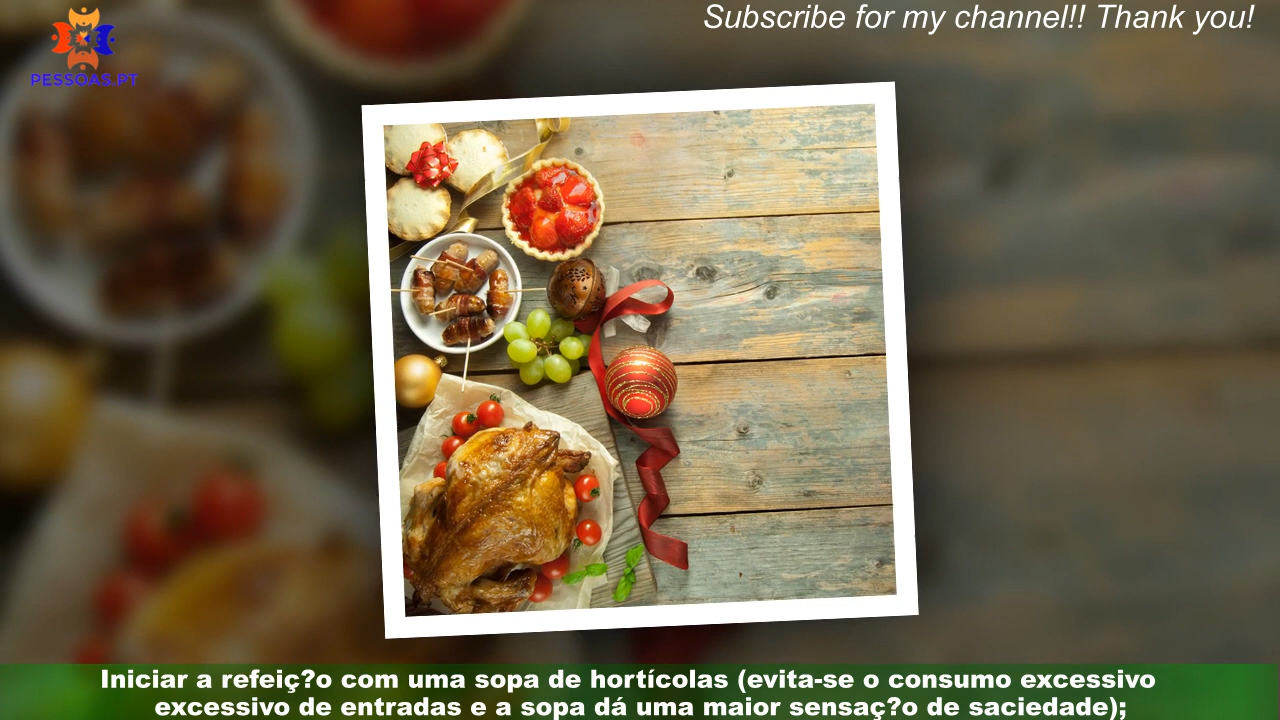 Subscribe for my channel!! Thank you!
PESSOAS.PT
Iniciar a refeiç?o com uma sopa de hortícolas (evita-se o consumo excessivo
excessivo de entradas e a sopa dá uma maior sensaç?o de saciedade);